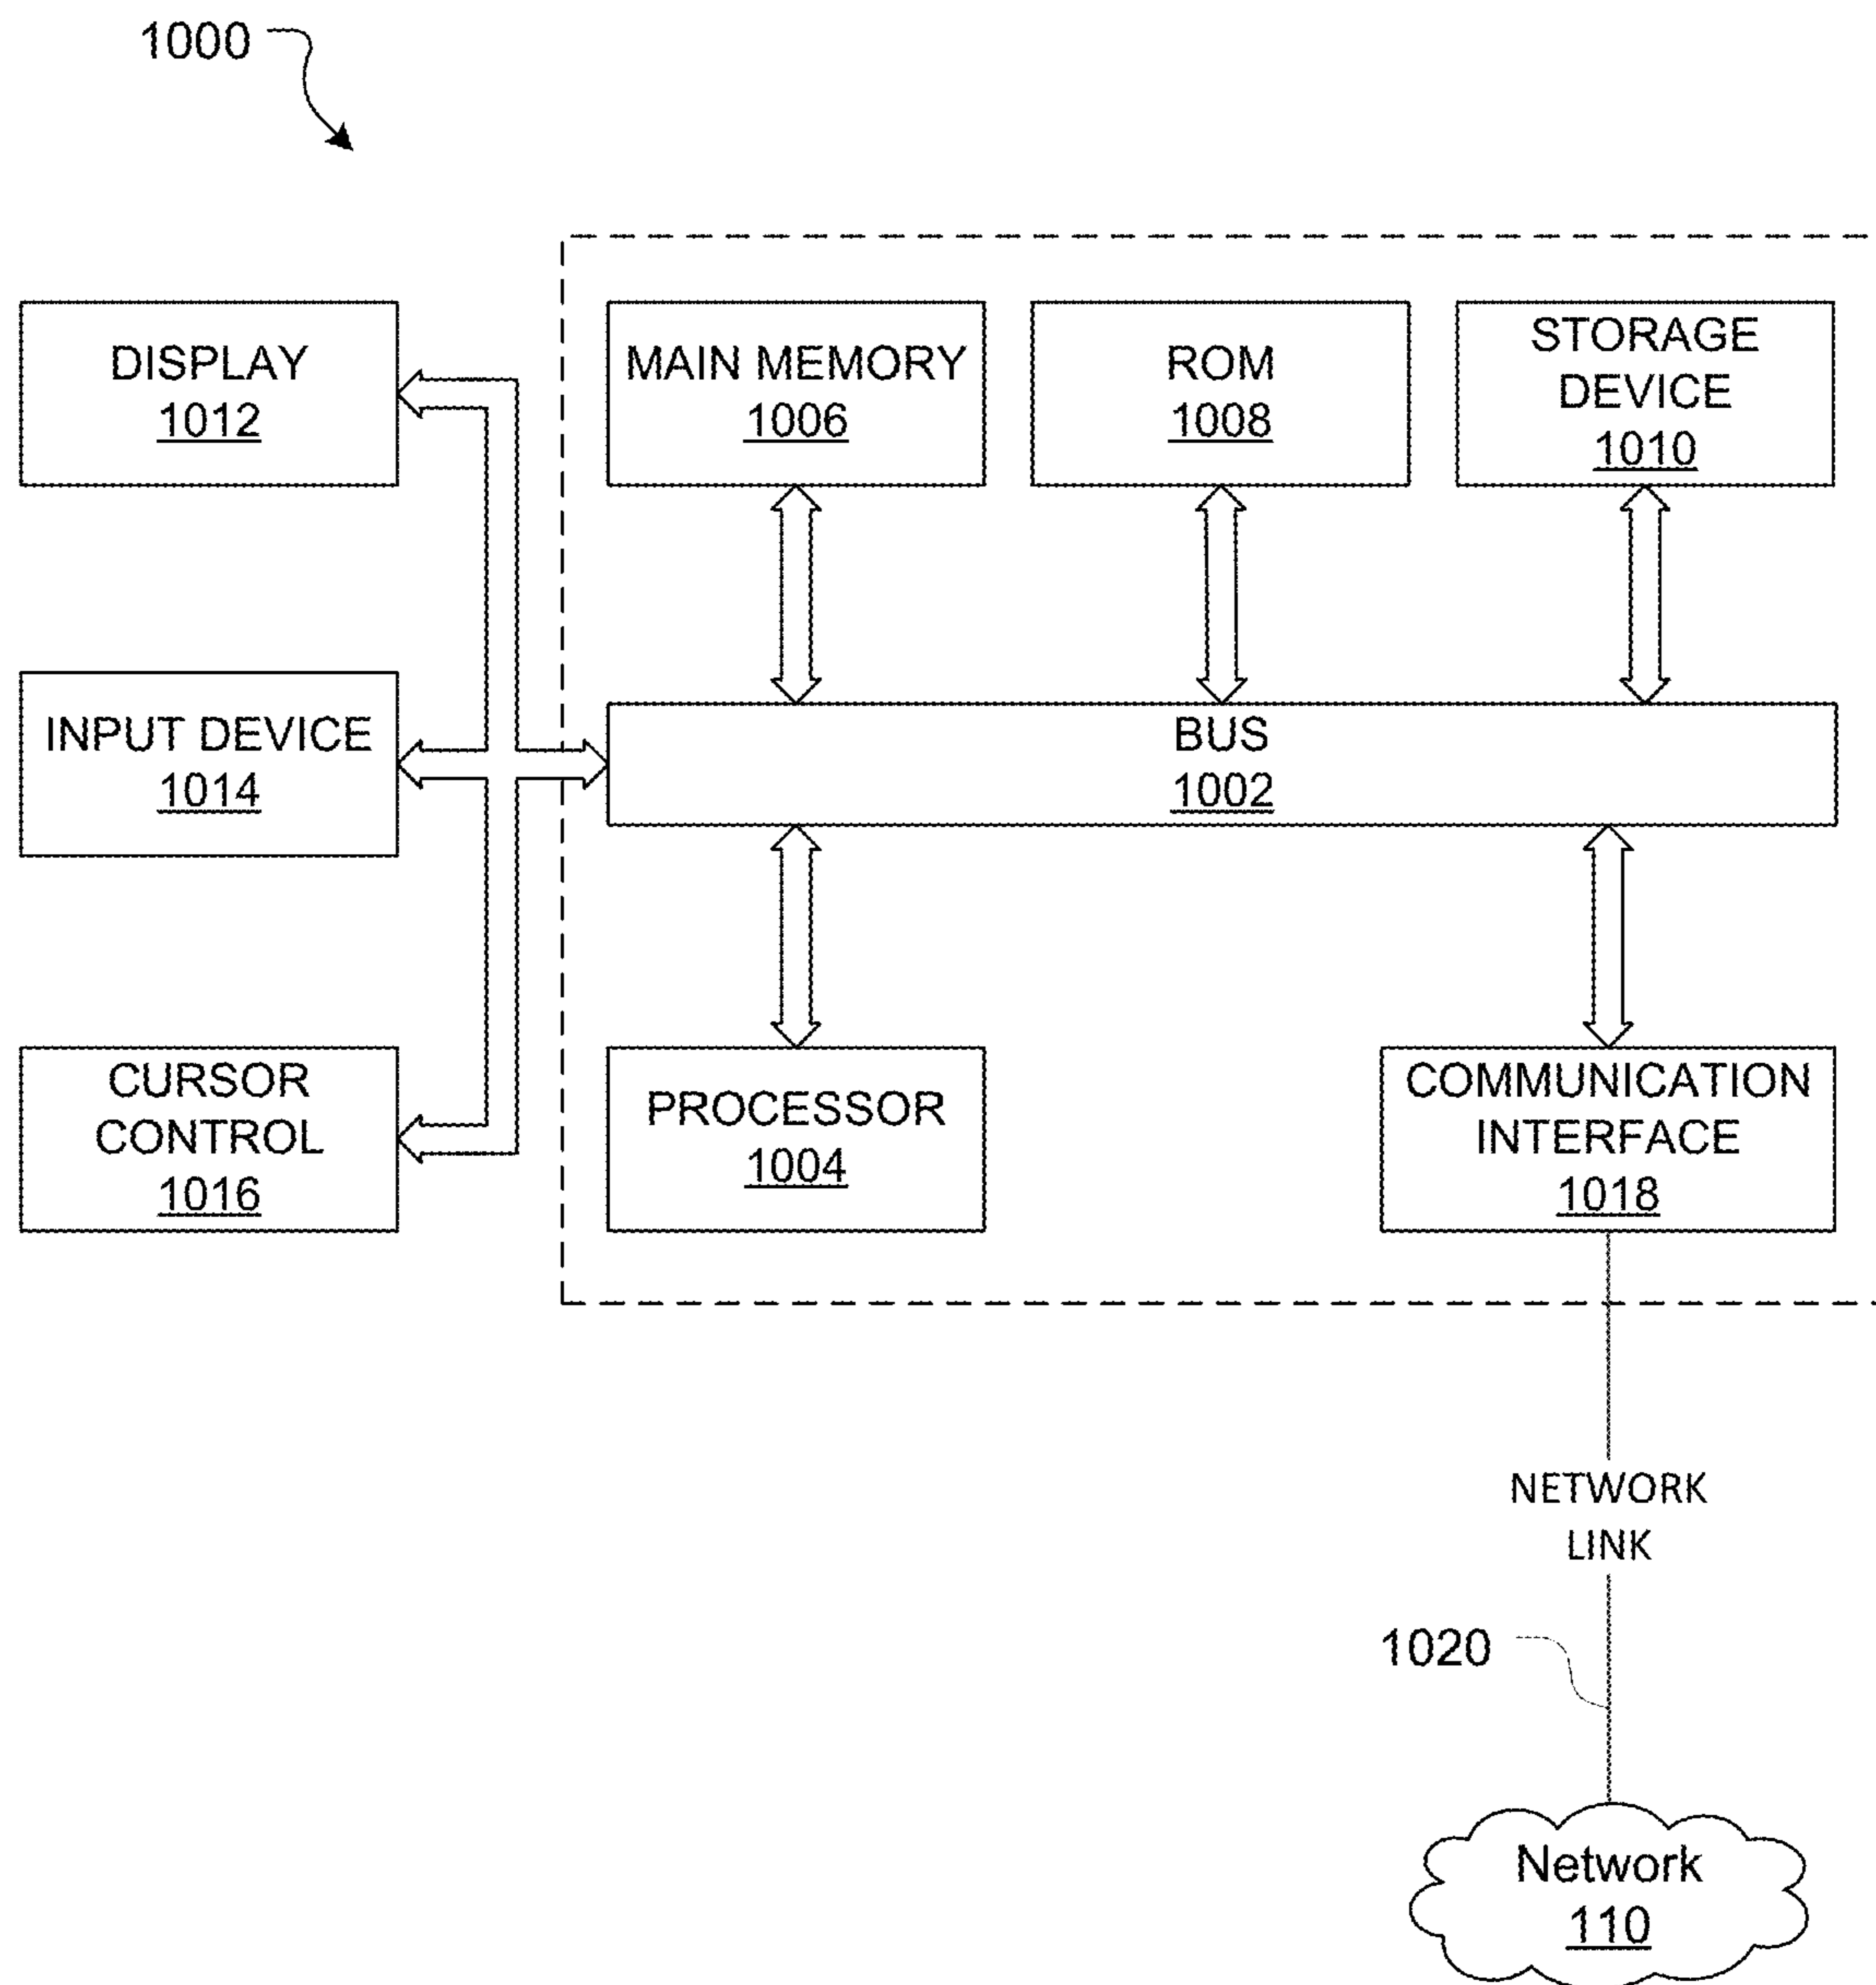 1000
DISPLAY
1012
MAIN MEMORY
1006
ROM
1008
STORAGE
DEVICE
1010
INPUT DEVICE
1014
BUS
1002
CURSOR
CONTROL
1016
PROCESSOR
1004
COMMUNICATION
INTERFACE
1018
NETWORK
LINK
1020
Network
110